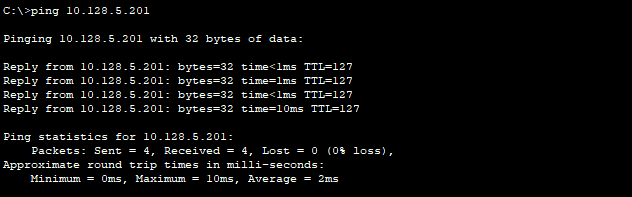 C:\>ping 10.128.5.201
Pinging 10.128.5.201 with 32 bytes of data:
Reply from 10.128.5.201: bytes=32 time<1ms TTL=127
Reply from 10.128.5.201: bytes=32 time=1ms TTL=127
Reply from 10.128.5.201: bytes=32 time<1ms TTL=127
Reply from 10.128.5.201: bytes=32 time=10ms TTL=127
Ping statistics for 10.128.5.201:
    Packets: Sent = 4, Received = 4, Lost = 0 (0% loss),
Approximate round trip times in milli-seconds:
    Minimum = 0ms, Maximum = 10ms, Average = 2ms